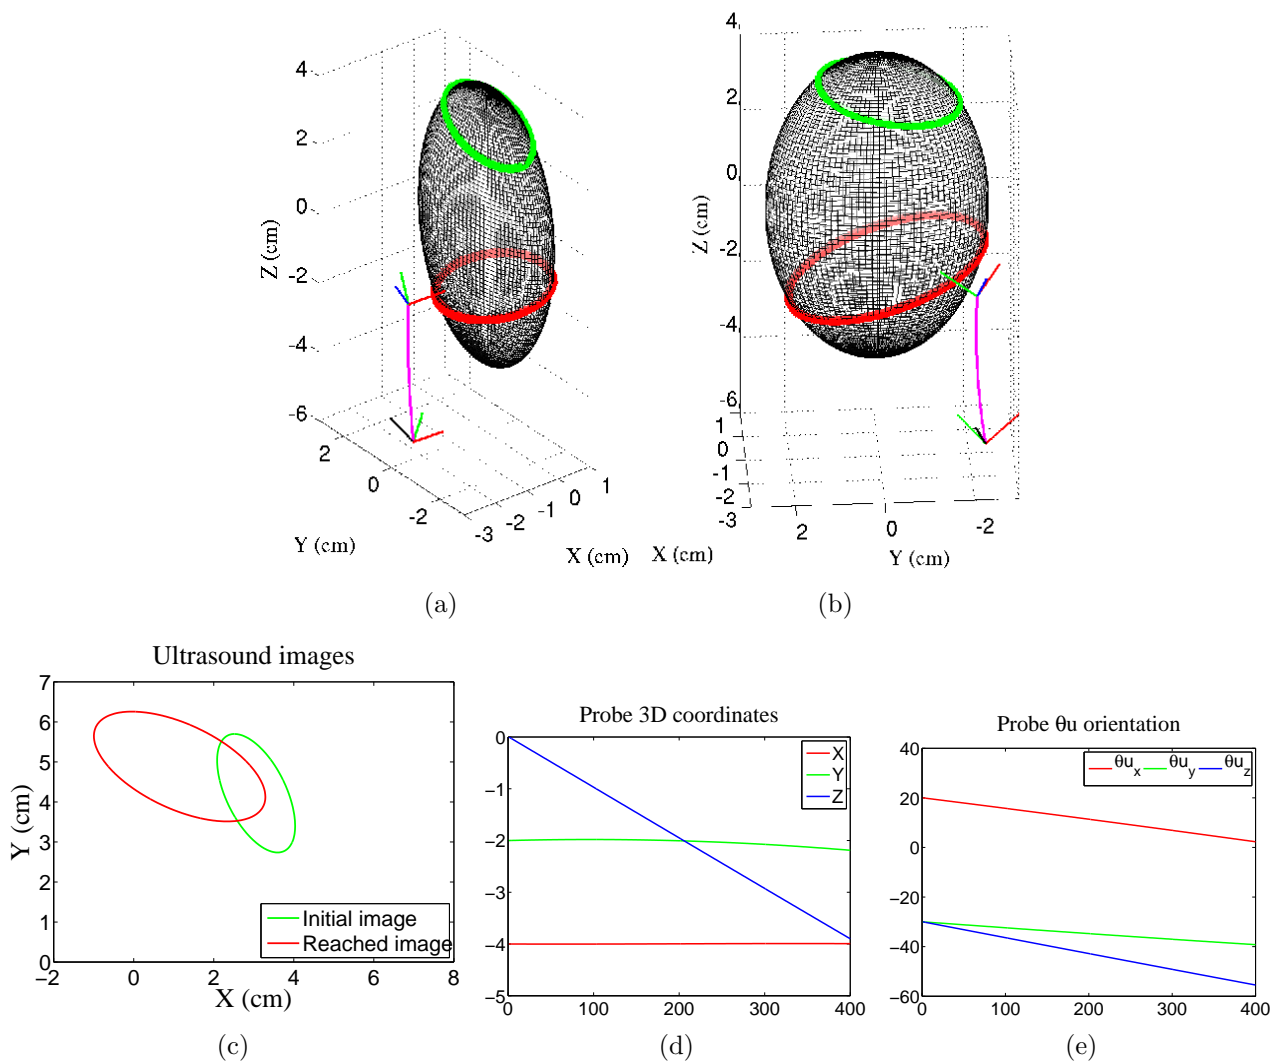 4
2
0
-2
-4
-6
Z (cm)
2
0
-2
Y (cm)
-3
-2
-1
0
1
X (cm)
(a)
4
2
0
-2
-4
-6
Z (cm)
1
0
-1
-2
-3
X (cm)
2
0
-2
Y (cm)
(b)
Ultrasound images
7
6
5
4
3
2
1
0
Y (cm)
Initial image
Reached image
−2 0 2 4 6 8
X (cm)
(c)
Probe 3D coordinates
0
−1
−2
−3
−4
−5
X
Y
Z
0 100 200 300 400
(d)
Probe θu orientation
40
20
0
−20
−40
−60
θu_x θu_y θu_z
0 100 200 300 400
(e)